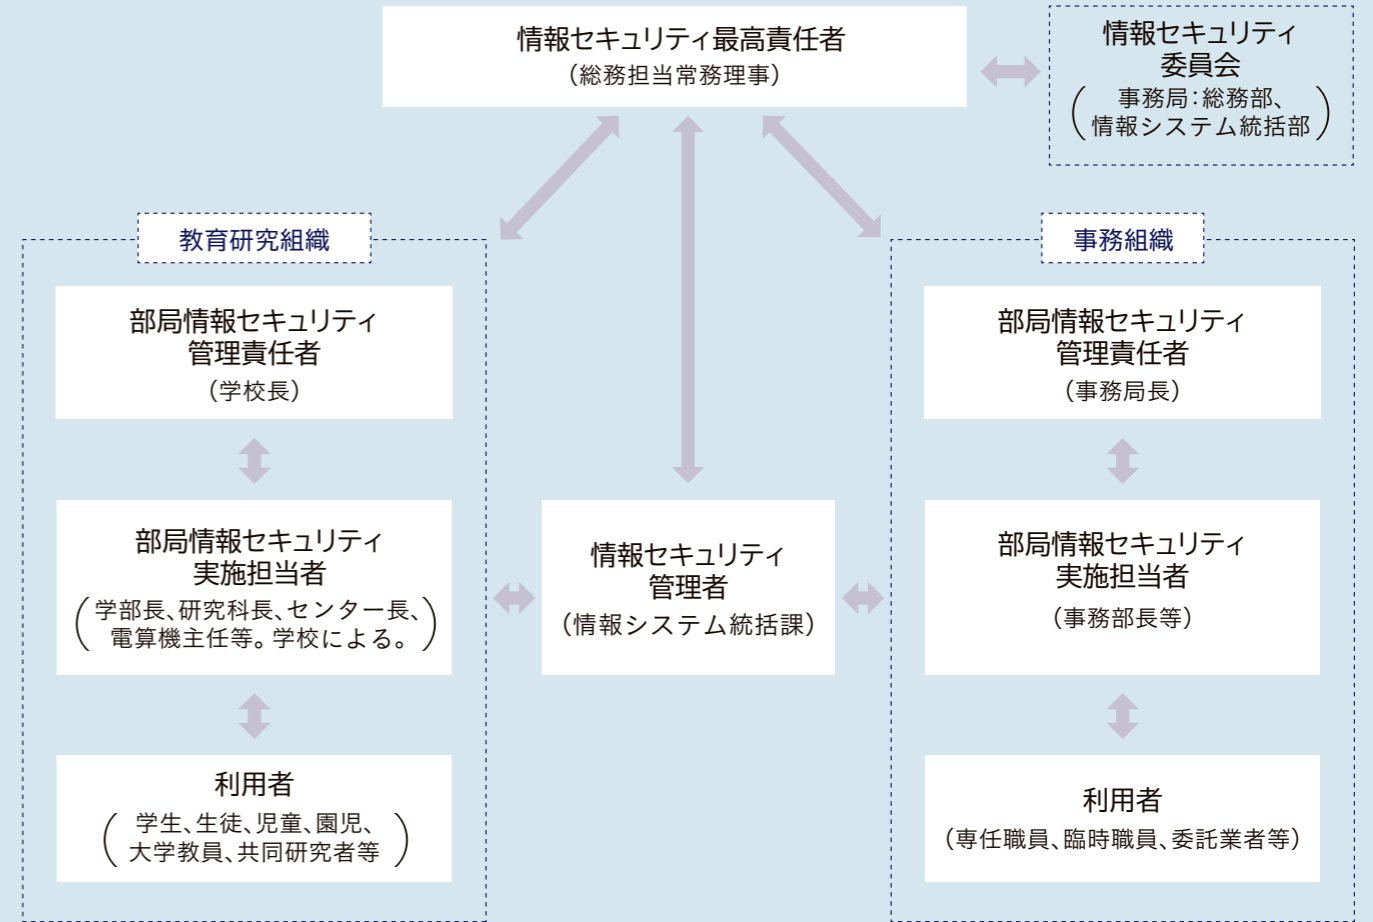 情報セキュリティ最高責任者
（総務担当常務理事）
情報セキュリティ
委員会
（事務局：総務部、
情報システム統括部）
教育研究組織
部局情報セキュリティ
管理責任者
（学校長）
部局情報セキュリティ
実施担当者
（学部長、研究科長、センター長、
電算機主任等。学校による。）
利用者
（学生、生徒、児童、園児、
大学教員、共同研究者等）
情報セキュリティ
管理者
（情報システム統括課）
事務組織
部局情報セキュリティ
管理責任者
（事務局長）
部局情報セキュリティ
実施担当者
（事務部長等）
利用者
（専任職員、臨時職員、委託業者等）